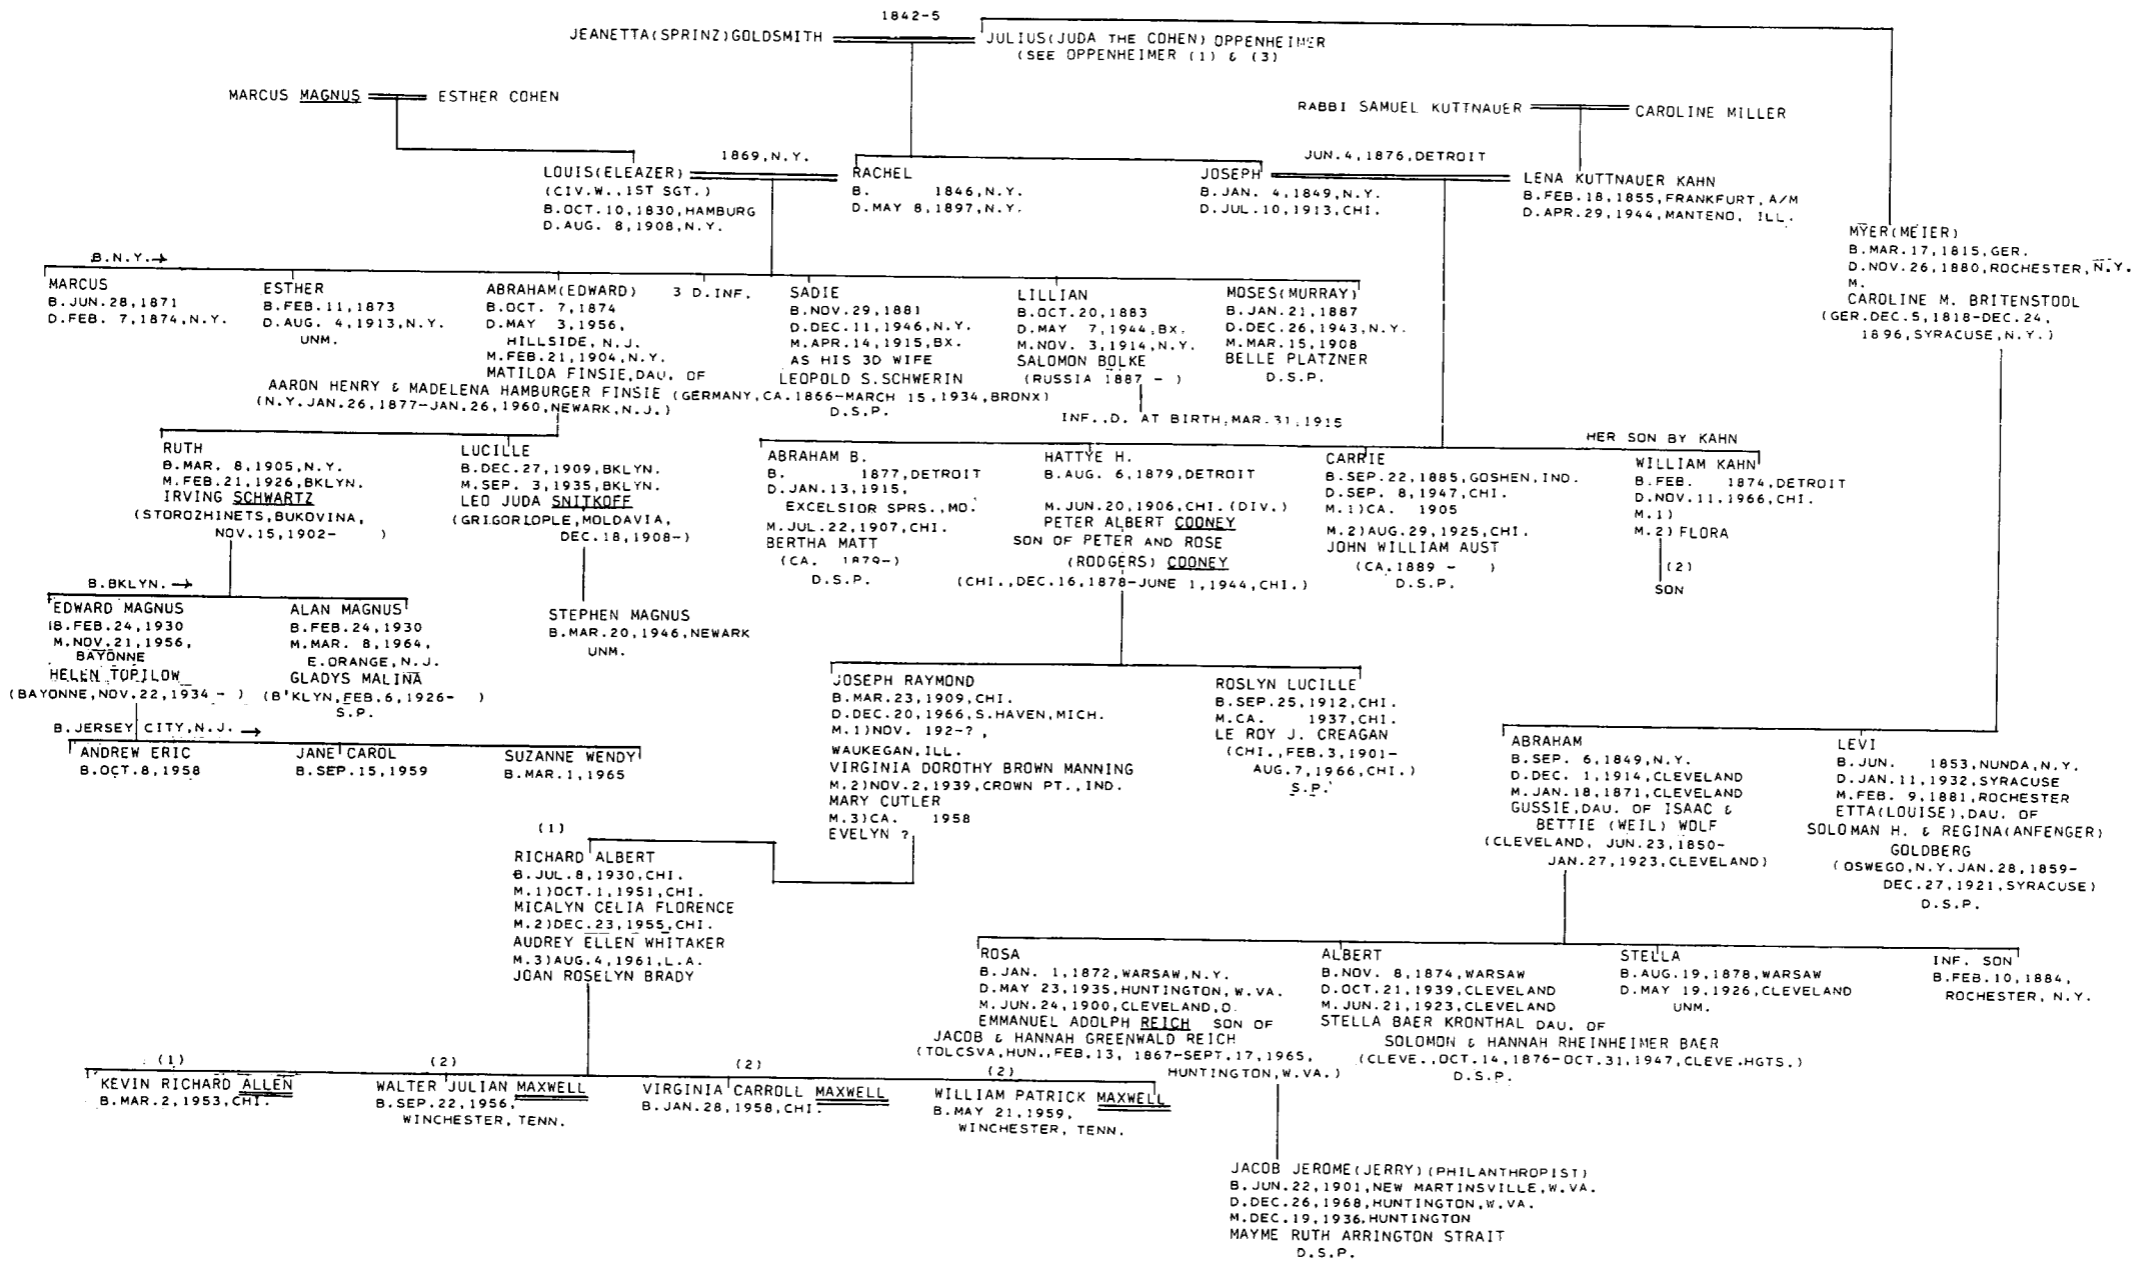 1842-5
JEANETTA(SPRINZ)GOLDSMITH
JULIUS(JUDA THE COHEN) OPPENHEIMER
(SEE OPPENHEIMER (1) & (3)
MARCUS MAGNUS
ESTHER COHEN
RABBI SAMUEL KUTTNAUER
CAROLINE MILLER
1869,N.Y.
JUN.4,1876,DETROIT
LOUIS(ELEAZER)
(CIV.W.,1ST SGT.)
B.OCT.10,1830,HAMBURG
D.AUG. 8,1908,N.Y.
RACHEL
B. 1846,N.Y.
D.MAY 8,1897,N.Y.
JOSEPH
B.JAN. 4,1849,N.Y.
D.JUL.10,1913,CHI.
LENA KUTTNAUER KAHN
B.FEB.18,1855,FRANKFURT,A/M
D.APR.29,1944,MANTENO, ILL.
MYER(MEIER)
B.MAR.17,1815,GER.
D.NOV.26,1880,ROCHESTER,N.Y.
M.
CAROLINE M. BRITENSTOOL
(GER.DEC.5,1818-DEC.24,
1896,SYRACUSE,N.Y.)
B.N.Y.→
MARCUS
B.JUN.28,1871
D.FEB. 7,1874,N.Y.
ESTHER
B.FEB.11,1873
D.AUG. 4,1913,N.Y.
UNM.
ABRAHAM(EDWARD)
B.OCT. 7,1874
D.MAY 3,1956,
HILLSIDE, N.J.
M.FEB.21,1904,N.Y.
MATILDA FINSIE,DAU. OF
AARON HENRY & MADELENA HAMBURGER FINSIE
(N.Y.JAN.26,1877-JAN.26,1960,NEWARK,N.J.)
3 D.INF.
SADIE
B.NOV.29,1881
D.DEC.11,1946,N.Y.
M.APR.14,1915,BX.
AS HIS 3D WIFE
LEOPOLD S.SCHWERIN
(GERMANY,CA.1866-MARCH 15,1934,BRONX)
D.S.P.
LILLIAN
B.OCT.20,1883
D.MAY 7,1944,BX.
M.NOV. 3,1914,N.Y.
SALOMON BOLKE
(RUSSIA 1887 - )
INF.,D. AT BIRTH,MAR.31,1915
MOSES(MURRAY)
B.JAN.21,1887
D.DEC.26,1943,N.Y.
M.MAR.15,1908
BELLE PLATZNER
D.S.P.
RUTH
B.MAR. 8,1905,N.Y.
M.FEB.21,1926,BKLYN.
IRVING SCHWARTZ
(STOROZHINETS,BUKOVINA,
NOV.15,1902- )
LUCILLE
B.DEC.27,1909,BKLYN.
M.SEP. 3,1935,BKLYN.
LEO JUDA SNITKOFF
(GRIGORIOPLE,MOLDAVIA,
DEC.18,1908-)
ABRAHAM B.
B. 1877,DETROIT
D.JAN.13,1915,
EXCELSIOR SPRS.,MO.
M.JUL.22,1907,CHI.
BERTHA MATT
(CA. 1879-)
D.S.P.
HATTYE H.
B.AUG. 6,1879,DETROIT
M.JUN.20,1906,CHI.(DIV.)
PETER ALBERT COONEY
SON OF PETER AND ROSE
(RODGERS) COONEY
(CHI.,DEC.16,1878-JUNE 1,1944,CHI.)
CARRIE
B.SEP.22,1885,GOSHEN,IND.
D.SEP. 8,1947,CHI.
M.1)CA. 1905
M.2)AUG.29,1925,CHI.
JOHN WILLIAM AUST
(CA.1889 - )
D.S.P.
HER SON BY KAHN
WILLIAM KAHN
B.FEB. 1874,DETROIT
D.NOV.11,1966,CHI.
M.1)
M.2) FLORA
(2)
SON
B.BKLYN. →
EDWARD MAGNUS
B.FEB.24,1930
M.NOV.21,1956,
BAYONNE
HELEN TOPILOW
(BAYONNE,NOV.22,1934- )
ALAN MAGNUS
B.FEB.24,1930
M.MAR. 8,1964,
E.ORANGE,N.J.
GLADYS MALINA
(B'KLYN,FEB.6,1926- )
S.P.
STEPHEN MAGNUS
B.MAR.20,1946,NEWARK
UNM.
B.JERSEY CITY,N.J. →
ANDREW ERIC
B.OCT.8,1958
JANE CAROL
B.SEP.15,1959
SUZANNE WENDY
B.MAR.1,1965
JOSEPH RAYMOND
B.MAR.23,1909,CHI.
D.DEC.20,1966,S.HAVEN,MICH.
M.1)NOV. 192-?,
WAUKEGAN,ILL.
VIRGINIA DOROTHY BROWN MANNING
M.2)NOV.2,1939,CROWN PT.,IND.
MARY CUTLER
M.3)CA. 1958
EVELYN ?
ROSLYN LUCILLE
B.SEP.25,1912,CHI.
M.CA. 1937,CHI.
LE ROY J. CREAGAN
(CHI.,FEB.3,1901-
AUG.7,1966,CHI.)
S.P.
ABRAHAM
B.SEP. 6,1849,N.Y.
D.DEC. 1,1914,CLEVELAND
M.JAN.18,1871,CLEVELAND
GUSSIE,DAU. OF ISAAC &
BETTIE (WEIL) WOLF
(CLEVELAND, JUN.23,1850-
JAN.27,1923,CLEVELAND)
LEVI
B.JUN. 1853,NUNDA,N.Y.
D.JAN.11,1932,SYRACUSE
M.FEB. 9,1881,ROCHESTER
ETTA(LOUISE),DAU. OF
SOLOMAN H. & REGINA(ANFENGER)
GOLDBERG
(OSWEGO,N.Y.JAN.28,1859-
DEC.27,1921,SYRACUSE)
D.S.P.
(1)
RICHARD ALBERT
B.JUL.8,1930,CHI.
M.1)OCT.1,1951,CHI.
MICALYN CELIA FLORENCE
M.2)DEC.23,1955,CHI.
AUDREY ELLEN WHITAKER
M.3)AUG.4,1961,L.A.
JOAN ROSELYN BRADY
ROSA
B.JAN. 1,1872,WARSAW,N.Y.
D.MAY 23,1935,HUNTINGTON,W.VA.
M.JUN.24,1900,CLEVELAND,O.
EMMANUEL ADOLPH REICH SON OF
JACOB & HANNAH GREENWALD REICH
(TOLCSVA,HUN.,FEB.13, 1867-SEPT.17,1965,
HUNTINGTON,W.VA.)
ALBERT
B.NOV. 8,1874,WARSAW
D.OCT.21,1939,CLEVELAND
M.JUN.21,1923,CLEVELAND
STELLA BAER KRONTHAL DAU. OF
SOLOMON & HANNAH RHEINHEIMER BAER
(CLEVE.,OCT.14,1876-OCT.31,1947,CLEVE.HGTS.)
D.S.P.
STELLA
B.AUG.19,1878,WARSAW
D.MAY 19,1926,CLEVELAND
UNM.
INF. SON
B.FEB.10,1884,
ROCHESTER, N.Y.
(1)
KEVIN RICHARD ALLEN
B.MAR.2,1953,CHI.
(2)
WALTER JULIAN MAXWELL
B.SEP.22,1956,
WINCHESTER, TENN.
(2)
VIRGINIA CARROLL MAXWELL
B.JAN.28,1958,CHI.
(2)
WILLIAM PATRICK MAXWELL
B.MAY 21,1959,
WINCHESTER, TENN.
JACOB JEROME(JERRY)(PHILANTHROPIST)
B.JUN.22,1901,NEW MARTINSVILLE,W.VA.
D.DEC.26,1968,HUNTINGTON,W.VA.
M.DEC.19,1936,HUNTINGTON
MAYME RUTH ARRINGTON STRAIT
D.S.P.